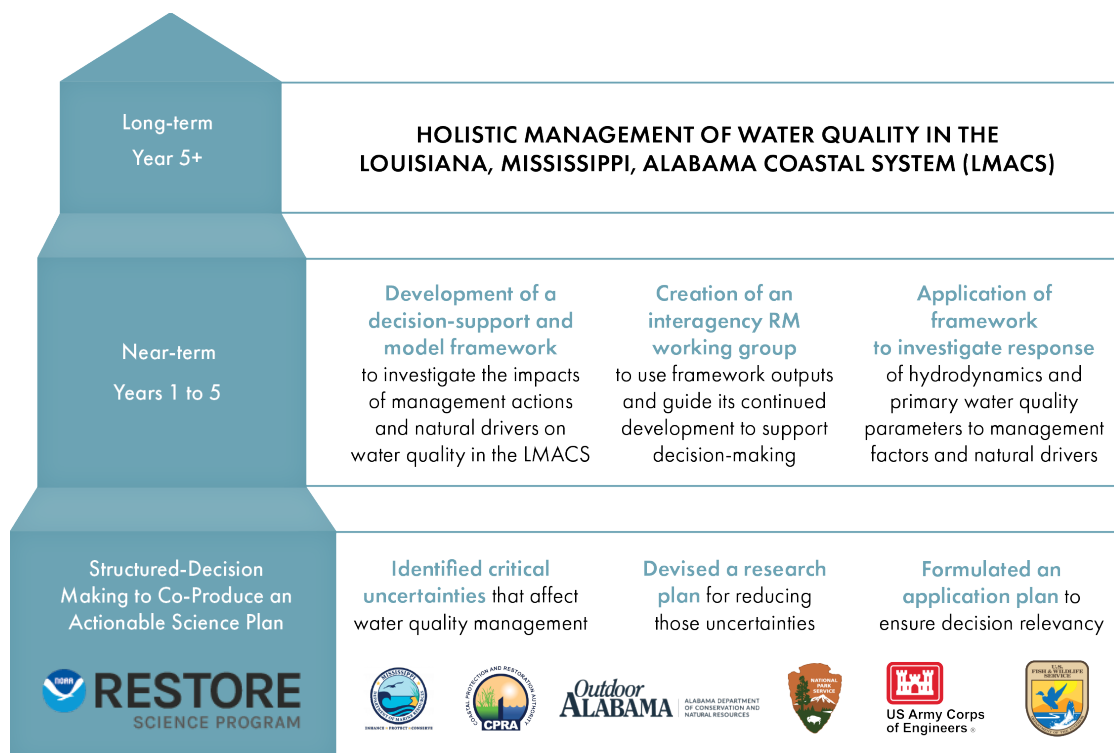 Long-term
Year 5+
HOLISTIC MANAGEMENT OF WATER QUALITY IN THE
LOUISIANA, MISSISSIPPI, ALABAMA COASTAL SYSTEM (LMACS)
Near-term
Years 1 to 5
Development of a
decision-support and
model framework
to investigate the impacts
of management actions
and natural drivers on
water quality in the LMACS
Creation of an
interagency RM
working group
to use framework outputs
and guide its continued
development to support
decision-making
Application of
framework
to investigate response
of hydrodynamics and
primary water quality
parameters to management
factors and natural drivers
Structured-Decision
Making to Co-Produce an
Actionable Science Plan
Identified critical
uncertainties that affect
water quality management
Devised a research
plan for reducing
those uncertainties
Formulated an
application plan to
ensure decision relevancy
NOAA
RESTORE
SCIENCE PROGRAM
MISSISSIPPI
ENHANCE • PROTECT • CONSERVE
COASTAL PROTECTION AND RESTORATION AUTHORITY
CPRA
Outdoor
ALABAMA
ALABAMA DEPARTMENT
OF CONSERVATION AND
NATURAL RESOURCES
NATIONAL
PARK
SERVICE
US Army Corps
of Engineers ®
U.S.
FISH & WILDLIFE
SERVICE